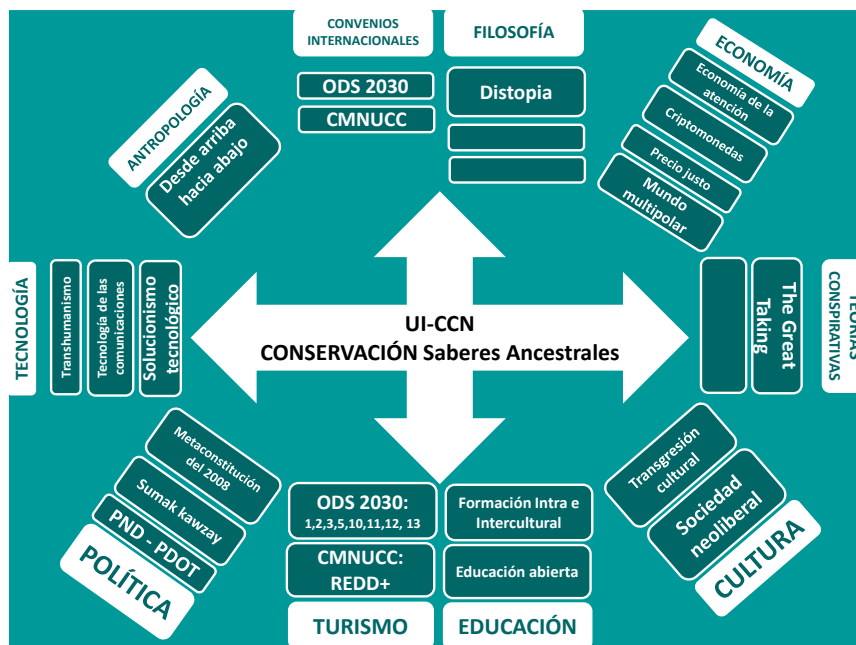 CONVENIOS
INTERNACIONALES
ODS 2030
CMNUCC
FILOSOFÍA
Distopia
ECONOMÍA
Economía de la
atención
Criptomonedas
Precio justo
Mundo
multipolar
ANTROPOLOGÍA
Desde arriba
hacia abajo
TECNOLOGÍA
Transhumanismo
Tecnología de las
comunicaciones
Solucionismo
tecnológico
UI-CCN
CONSERVACIÓN Saberes Ancestrales
The Great
Taking
TEORÍAS
CONSPIRATIVAS
Metaconstitución
del 2008
Sumak kawzay
PND - PDOT
POLÍTICA
ODS 2030:
1,2,3,5,10,11,12, 13
CMNUCC:
REDD+
TURISMO
Formación Intra e
Intercultural
Educación abierta
EDUCACIÓN
Transgresión
cultural
Sociedad
neoliberal
CULTURA